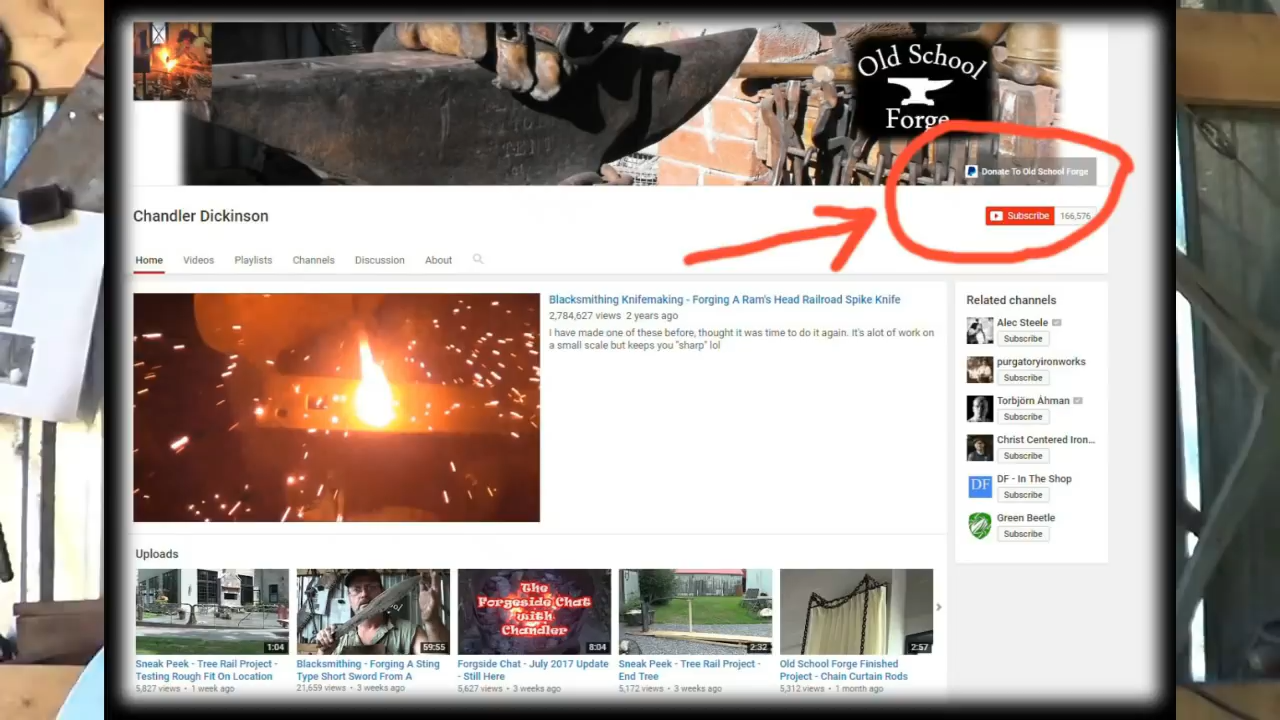 Old School
Forge
Donate To Old School Forge
Chandler Dickinson
Subscribe 166,576
Home Videos Playlists Channels Discussion About
Blacksmithing Knifemaking - Forging A Ram's Head Railroad Spike Knife
2,784,627 views 2 years ago
I have made one of these before, thought it was time to do it again. It's alot of work on
a small scale but keeps you "sharp" lol
Related channels
Alec Steele
Subscribe
purgatoryironworks
Subscribe
Torbjörn Åhman
Subscribe
Christ Centered Iron...
Subscribe
DF
DF - In The Shop
Subscribe
Green Beetle
Subscribe
Uploads
1:04
Sneak Peek - Tree Rail Project -
Testing Rough Fit On Location
5,827 views • 1 week ago
59:55
Blacksmithing - Forging A Sting
Type Short Sword From A
21,659 views • 3 weeks ago
The
Forgeside Chat
with
Chandler
8:04
Forgside Chat - July 2017 Update
- Still Here
5,627 views • 3 weeks ago
2:32
Sneak Peek - Tree Rail Project -
End Tree
5,172 views • 3 weeks ago
2:57
Old School Forge Finished
Project - Chain Curtain Rods
5,312 views • 1 month ago